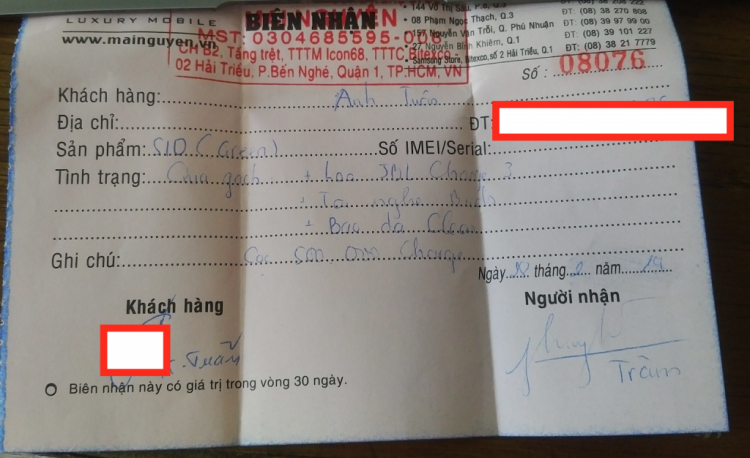 LUXURY MOBILE
www.mainguyen.vn
BIÊN NHẬN
MST: 0304685595-008
CH B2, Tầng trệt, TTTM Icon68, TTTC Bitexco -
02 Hải Triều, P.Bến Nghé, Quận 1, TP.HCM, VN
• 144 Võ Thị Sáu, P.8, Q.3
• 08 Phạm Ngọc Thạch, Q.3 ĐT: (08) 38 270 808
• 157 Nguyễn Văn Trỗi, Q. Phú Nhuận ĐT: (08) 39 97 99 00
• 27 Nguyễn Bỉnh Khiêm, Q.1 ĐT: (08) 39 101 227
• Samsung Store, Bitexco, số 2 Hải Triều, Q.1 ĐT: (08) 38 21 7779
Số : 08076
Khách hàng: Anh Tuấn
Địa chỉ: ĐT:
Sản phẩm: S10 (Green) Số IMEI/Serial:
Tình trạng: Quà gạch + Loa JBL Charge 3
+ Tai nghe
+ Bao da Clear
Ghi chú:
Ngày tháng 2 năm 19
Khách hàng Người nhận
Tuấn
Trâm
Biên nhận này có giá trị trong vòng 30 ngày.